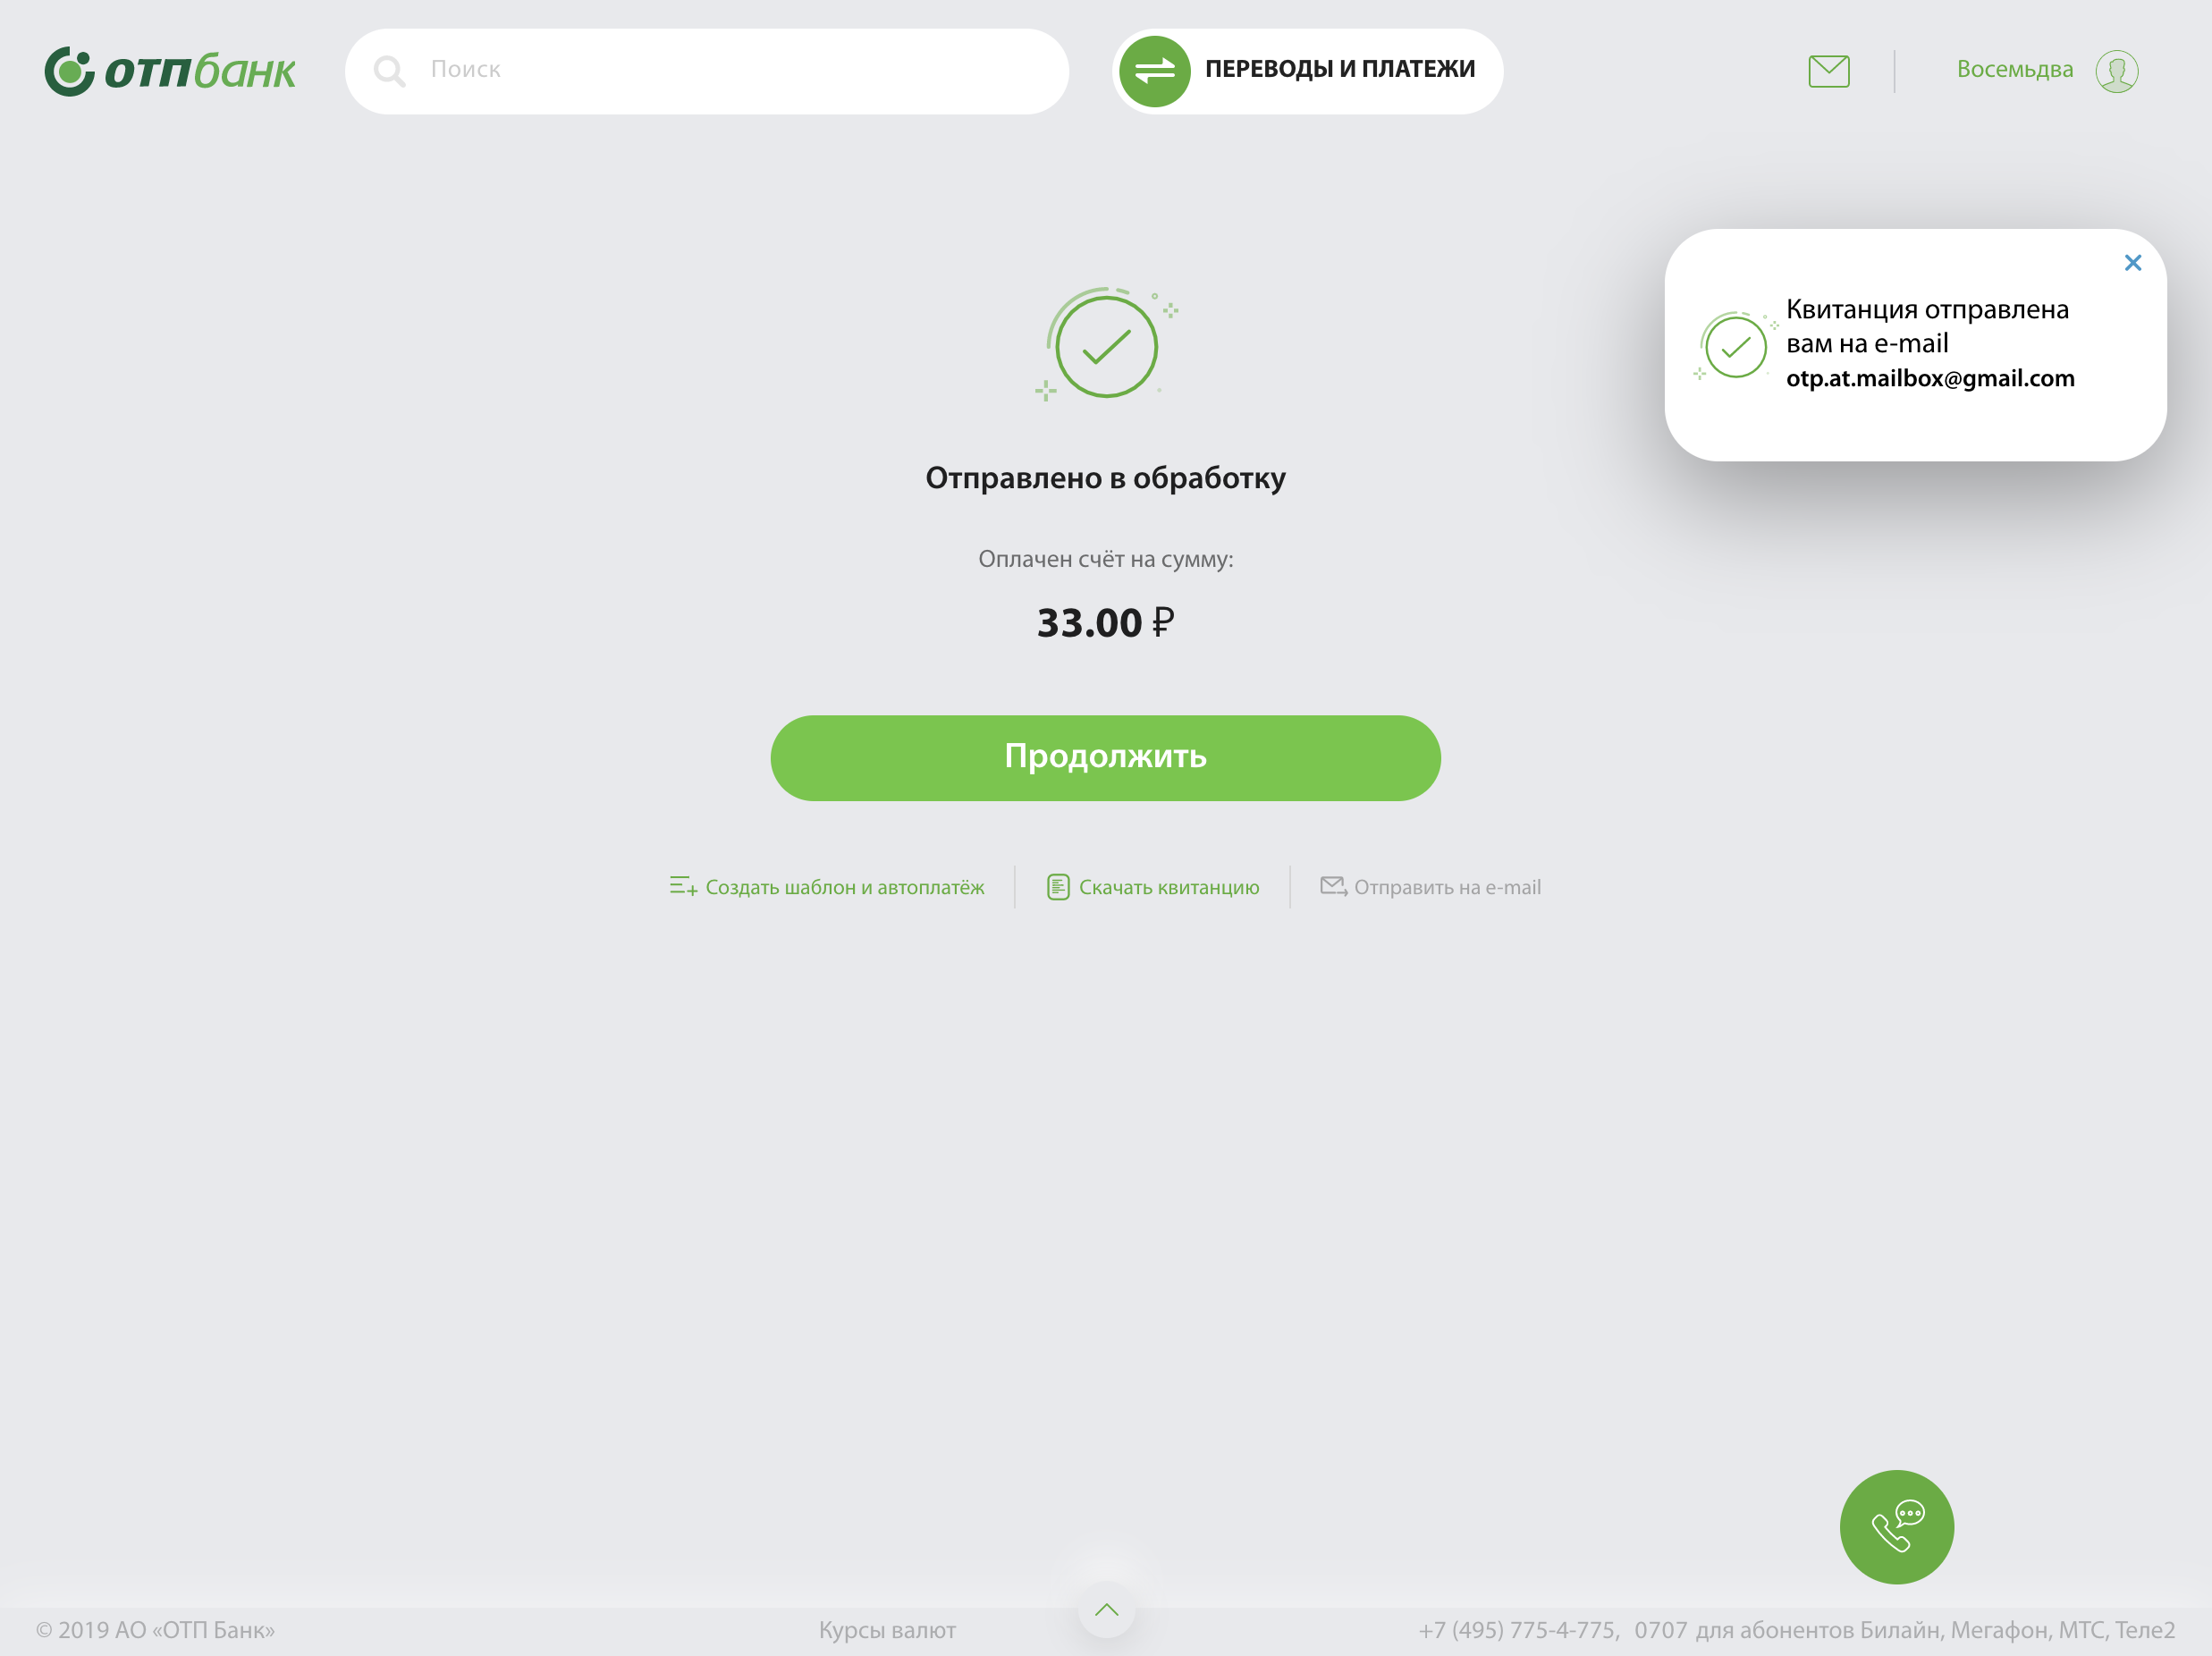 отпбанк
Поиск
ПЕРЕВОДЫ И ПЛАТЕЖИ
Восемьдва
Квитанция отправлена
вам на e-mail
otp.at.mailbox@gmail.com
Отправлено в обработку
Оплачен счёт на сумму:
33.00 ₽
Продолжить
Создать шаблон и автоплатёж
Скачать квитанцию
Отправить на e-mail
© 2019 АО «ОТП Банк»
Курсы валют
+7 (495) 775-4-775, 0707 для абонентов Билайн, Мегафон, МТС, Теле2